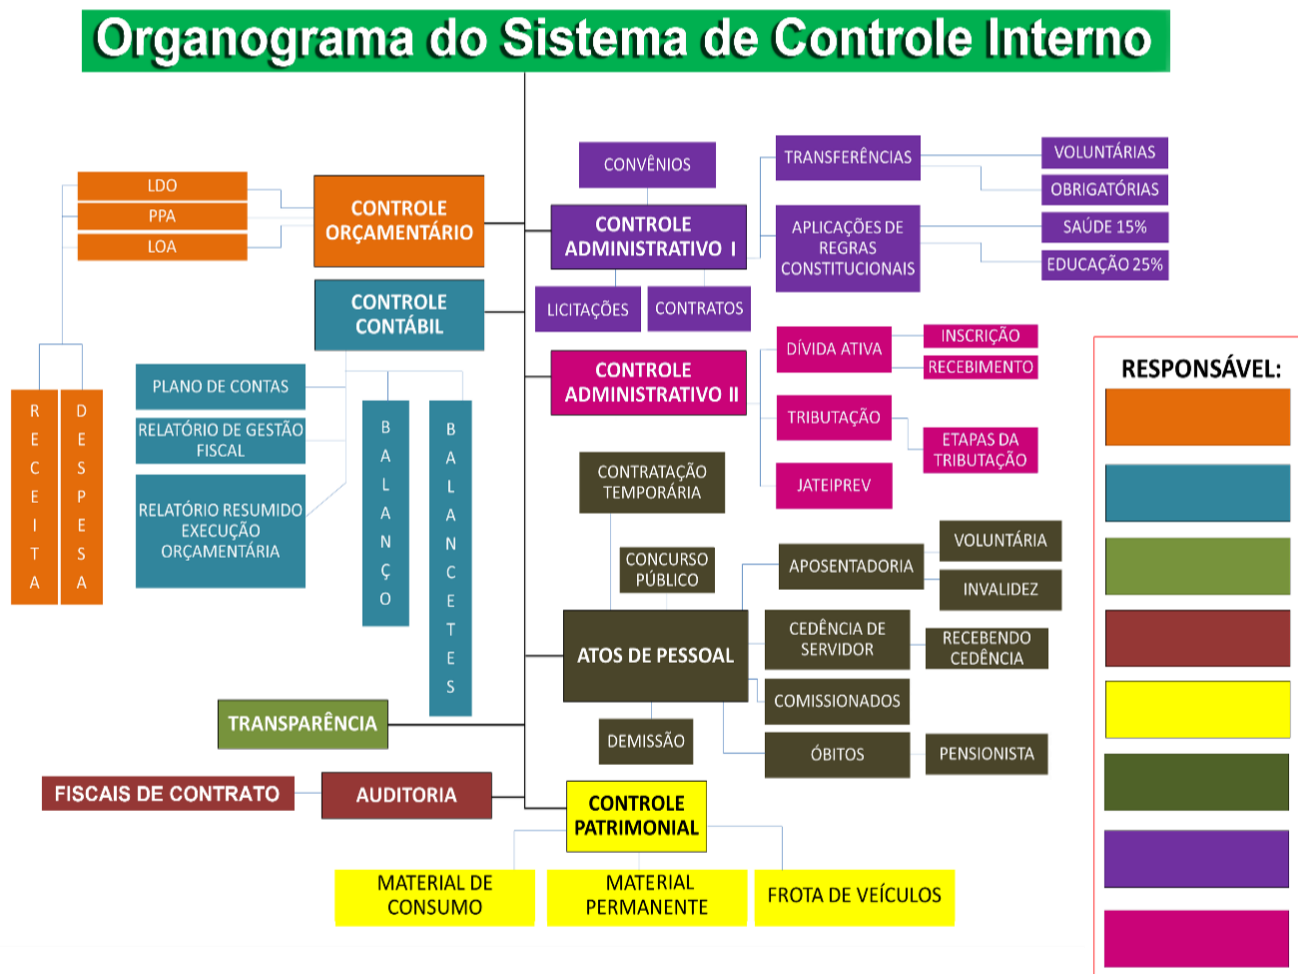 Organograma do Sistema de Controle Interno
LDO
PPA
LOA
CONTROLE
ORÇAMENTÁRIO
R
E
C
E
I
T
A
D
E
S
P
E
S
A
CONTROLE
CONTÁBIL
PLANO DE CONTAS
RELATÓRIO DE GESTÃO
FISCAL
RELATÓRIO RESUMIDO
EXECUÇÃO
ORÇAMENTÁRIA
B
A
L
A
N
Ç
O
B
A
L
A
N
C
E
T
E
S
TRANSPARÊNCIA
FISCAIS DE CONTRATO
AUDITORIA
CONVÊNIOS
CONTROLE
ADMINISTRATIVO I
LICITAÇÕES
CONTRATOS
TRANSFERÊNCIAS
VOLUNTÁRIAS
OBRIGATÓRIAS
APLICAÇÕES DE
REGRAS
CONSTITUCIONAIS
SAÚDE 15%
EDUCAÇÃO 25%
CONTROLE
ADMINISTRATIVO II
DÍVIDA ATIVA
INSCRIÇÃO
RECEBIMENTO
TRIBUTAÇÃO
ETAPAS DA
TRIBUTAÇÃO
JATEIPREV
CONTRATAÇÃO
TEMPORÁRIA
CONCURSO
PÚBLICO
ATOS DE PESSOAL
DEMISSÃO
APOSENTADORIA
VOLUNTÁRIA
INVALIDEZ
CEDÊNCIA DE
SERVIDOR
RECEBENDO
CEDÊNCIA
COMISSIONADOS
ÓBITOS
PENSIONISTA
CONTROLE
PATRIMONIAL
MATERIAL DE
CONSUMO
MATERIAL
PERMANENTE
FROTA DE VEÍCULOS
RESPONSÁVEL: